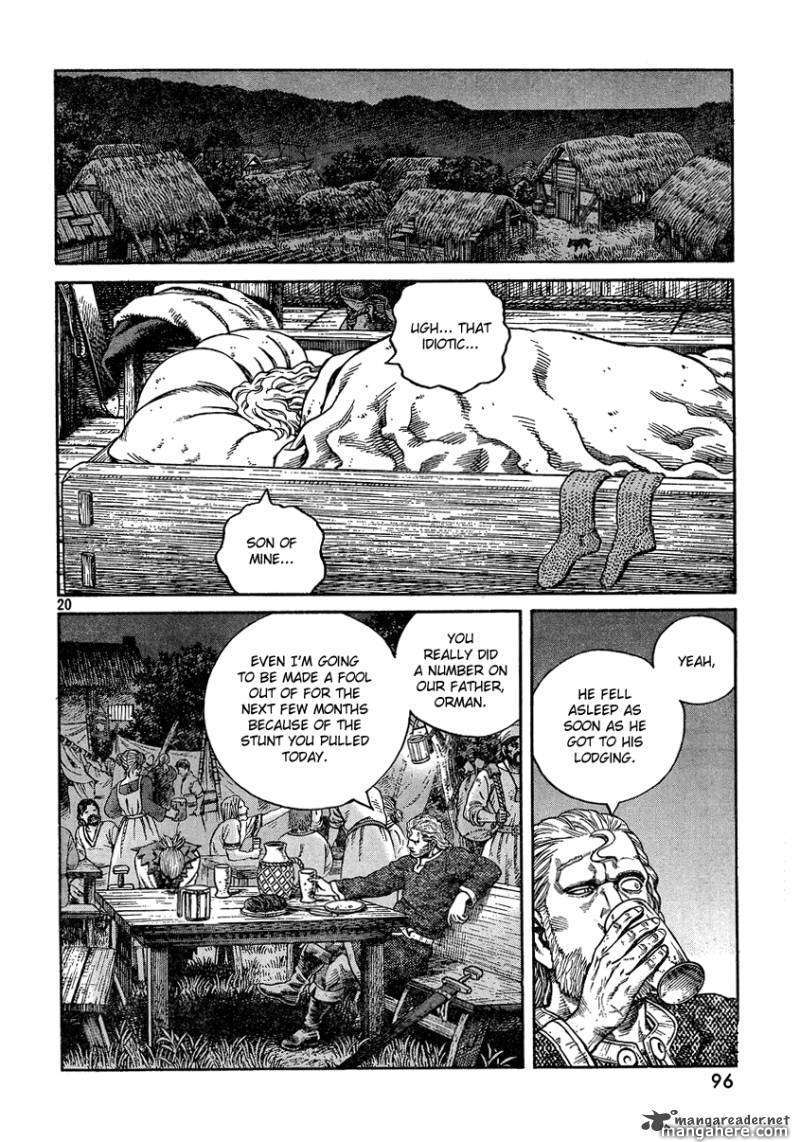 UGH... THAT
IDIOTIC...
SON OF
MINE...
20
YOU
REALLY DID
A NUMBER ON
OUR FATHER,
ORMAN.
EVEN I'M GOING
TO BE MADE A FOOL
OUT OF FOR THE
NEXT FEW MONTHS
BECAUSE OF THE
STUNT YOU PULLED
TODAY.
YEAH,
HE FELL
ASLEEP AS
SOON AS HE
GOT TO HIS
LODGING.
96
mangareader.net
mangahere.com